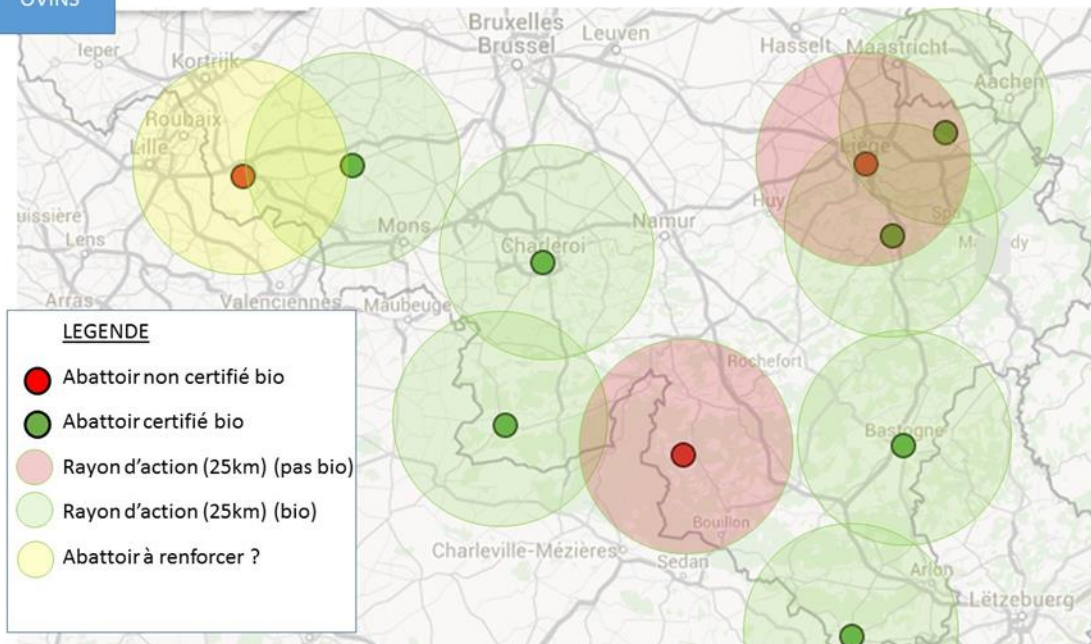 OVINS
Bruxelles
Brussel
Leuven
Hasselt
Maastricht
Ieper
Kortrijk
Aachen
Roubaix
Lille
Liège
Huy
Spa
uissière
Lens
Mons
Charleroi
Namur
dy
Arras
Valenciennes
Maubeuge
Rochefort
Bastogne
Bouillon
Charleville-Mézières
Sedan
Arlon
Lëtzebuerg
LEGENDE
Abattoir non certifié bio
Abattoir certifié bio
Rayon d'action (25km) (pas bio)
Rayon d'action (25km) (bio)
Abattoir à renforcer ?